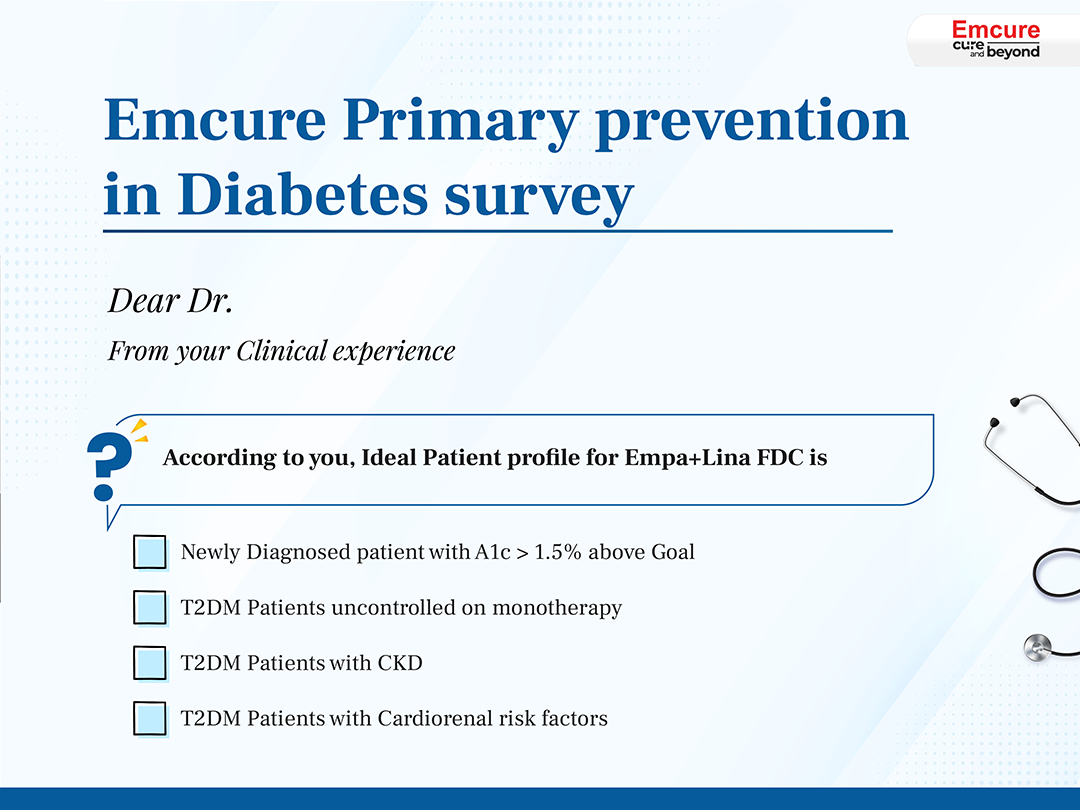 Emcure
cure and beyond
Emcure Primary prevention
in Diabetes survey
Dear Dr.
From your Clinical experience
?
According to you, Ideal Patient profile for Empa+Lina FDC is
Newly Diagnosed patient with A1c > 1.5% above Goal
T2DM Patients uncontrolled on monotherapy
T2DM Patients with CKD
T2DM Patients with Cardiorenal risk factors